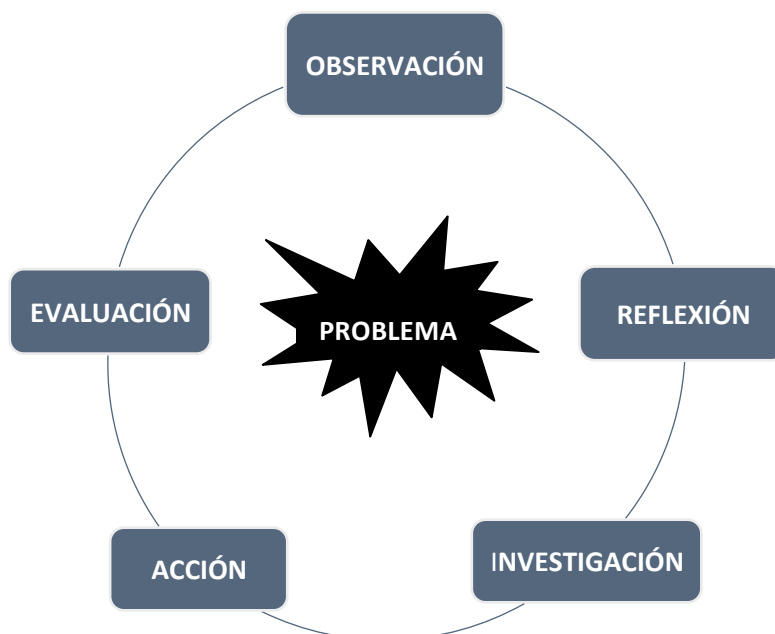 OBSERVACIÓN
REFLEXIÓN
INVESTIGACIÓN
ACCIÓN
EVALUACIÓN
PROBLEMA